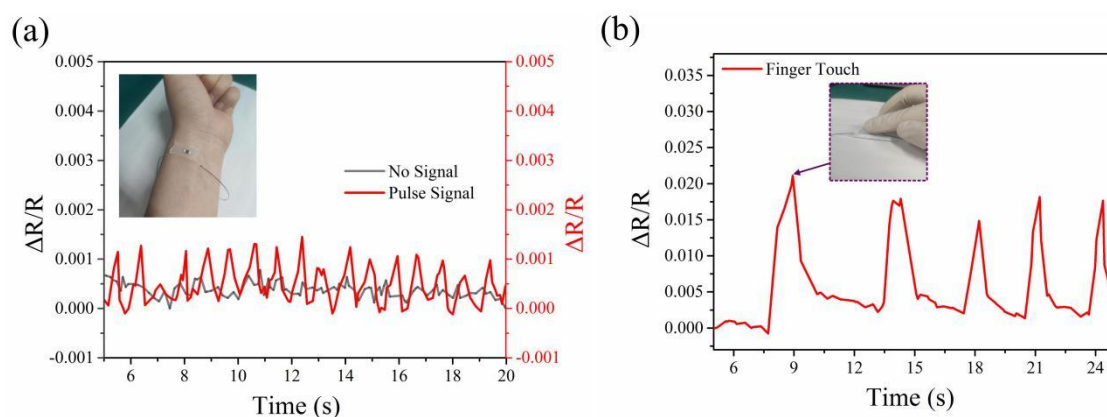 (a)
0.005
0.004
0.003
0.002
0.001
0.000
-0.001
ΔR/R
No Signal
Pulse Signal
0.005
0.004
0.003
0.002
0.001
0.000
-0.001
ΔR/R
6 8 10 12 14 16 18 20
Time (s)
(b)
0.035
0.030
0.025
0.020
0.015
0.010
0.005
0.000
ΔR/R
Finger Touch
6 9 12 15 18 21 24
Time (s)